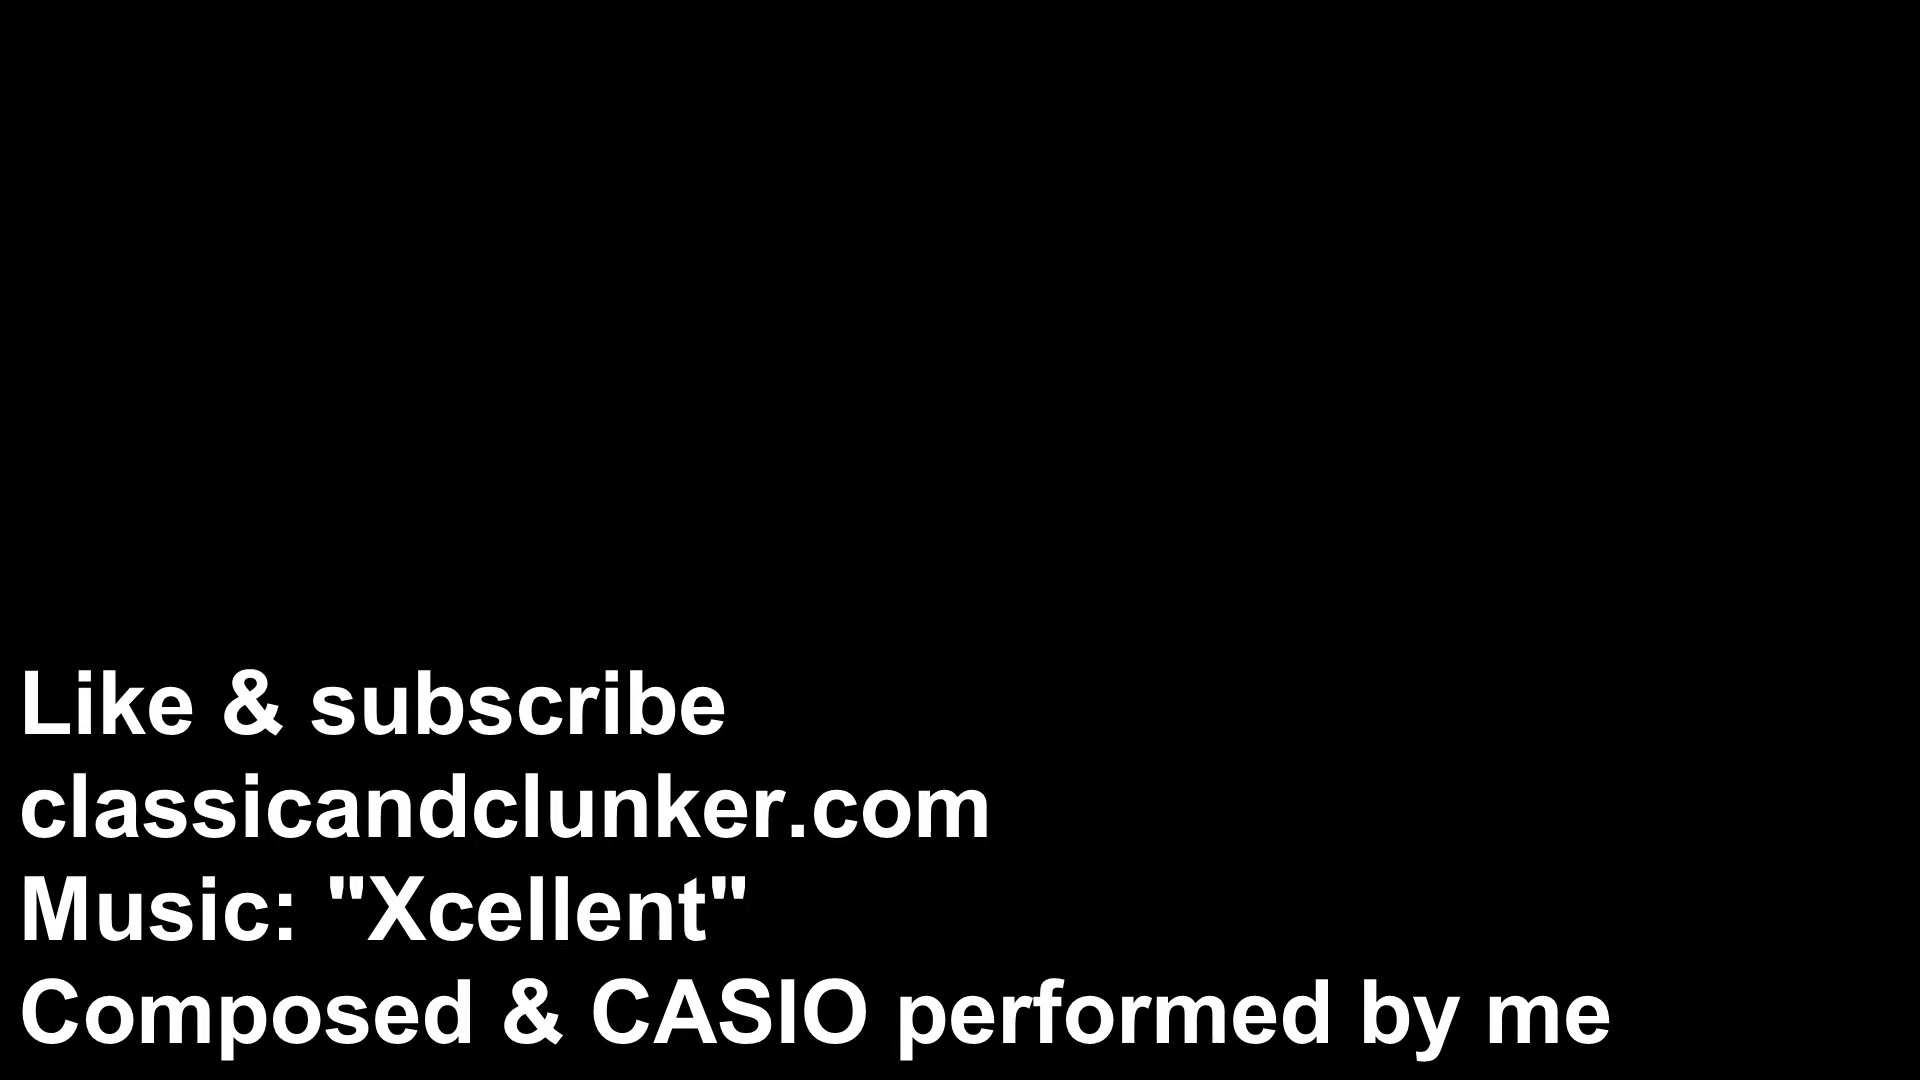 Like & subscribe
classicandclunker.com
Music: "Xcellent"
Composed & CASIO performed by me